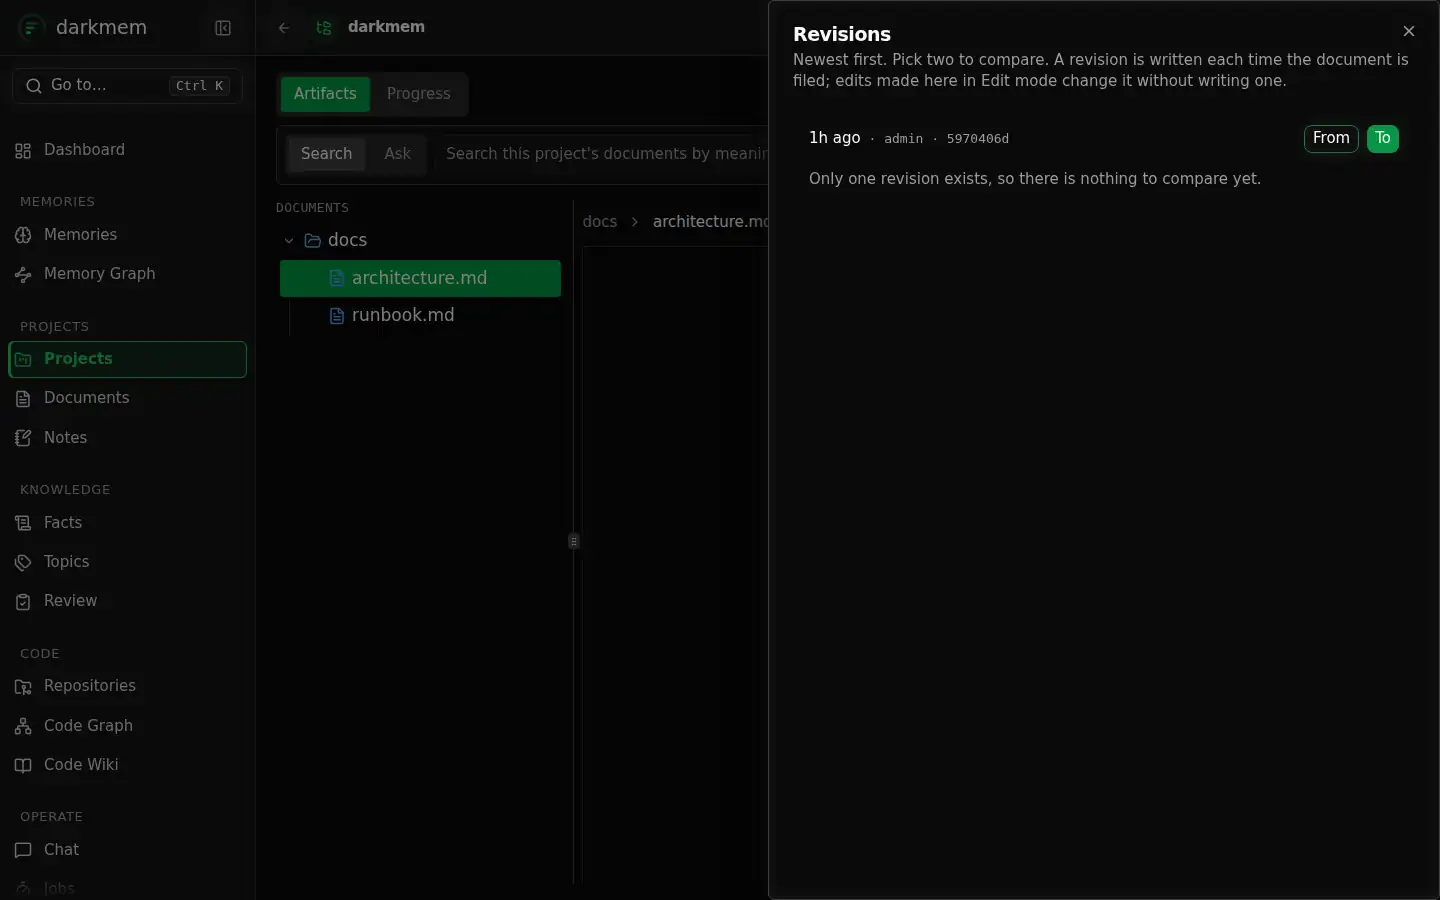 darkmem
Go to...
Ctrl K
Dashboard
MEMORIES
Memories
Memory Graph
PROJECTS
Projects
Documents
Notes
KNOWLEDGE
Facts
Topics
Review
CODE
Repositories
Code Graph
Code Wiki
OPERATE
Chat
Jobs
darkmem
Artifacts
Progress
Search
Ask
Search this project's documents by meanin
DOCUMENTS
docs
architecture.md
runbook.md
docs
architecture.md
Revisions
Newest first. Pick two to compare. A revision is written each time the document is
filed; edits made here in Edit mode change it without writing one.
1h ago · admin · 5970406d
From
To
Only one revision exists, so there is nothing to compare yet.